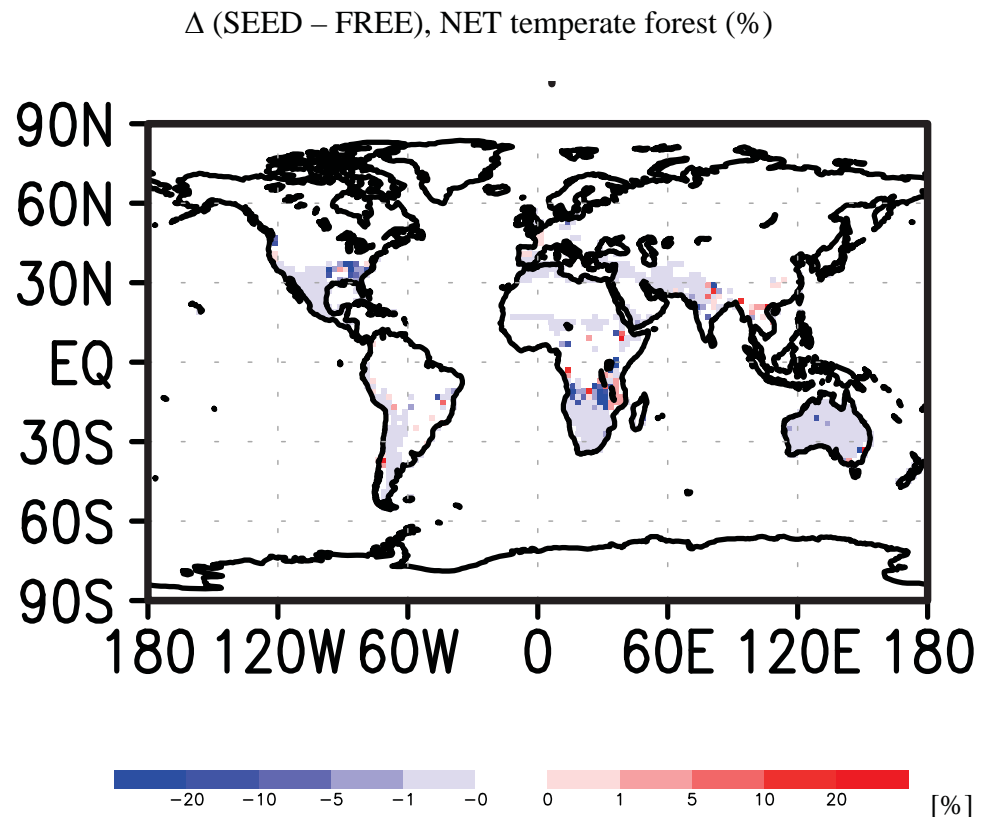 Δ (SEED – FREE), NET temperate forest (%)
90N
60N
30N
EQ
30S
60S
90S
180 120W 60W 0 60E 120E 180
−20 −10 −5 −1 −0 0 1 5 10 20 [%]